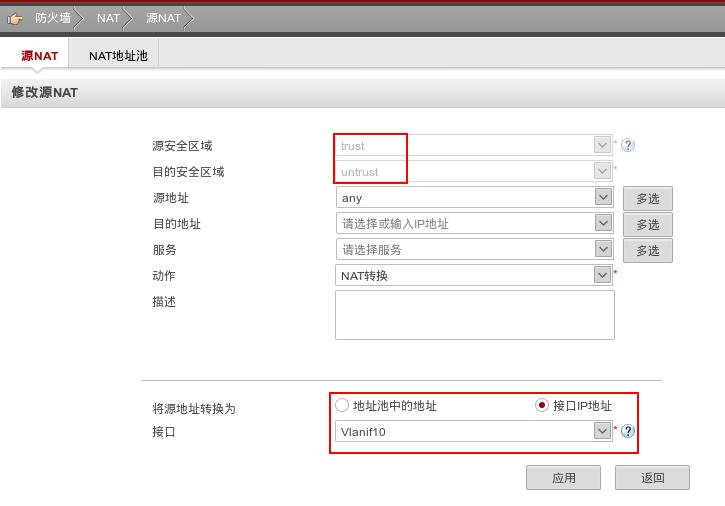 防火墙 NAT 源NAT
源NAT NAT地址池
修改源NAT
源安全区域 trust * ?
目的安全区域 untrust *
源地址 any 多选
目的地址 请选择或输入IP地址 多选
服务 请选择服务 多选
动作 NAT转换 *
描述
将源地址转换为 地址池中的地址 接口IP地址
接口 Vlanif10 * ?
应用 返回